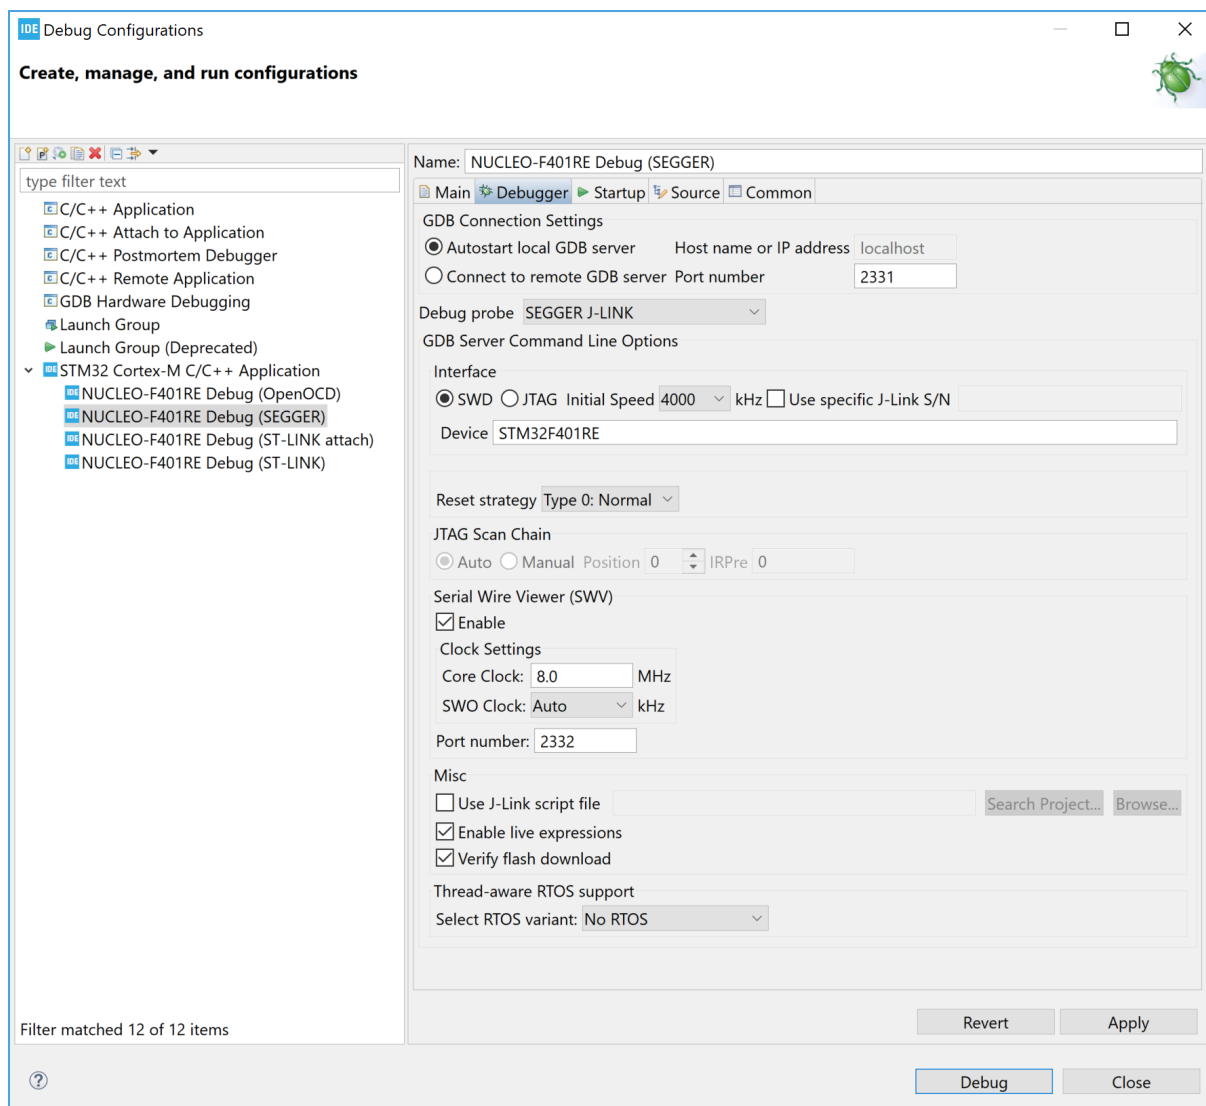 IDE Debug Configurations
Create, manage, and run configurations
type filter text
C/C++ Application
C/C++ Attach to Application
C/C++ Postmortem Debugger
C/C++ Remote Application
GDB Hardware Debugging
Launch Group
Launch Group (Deprecated)
IDE STM32 Cortex-M C/C++ Application
IDE NUCLEO-F401RE Debug (OpenOCD)
IDE NUCLEO-F401RE Debug (SEGGER)
IDE NUCLEO-F401RE Debug (ST-LINK attach)
IDE NUCLEO-F401RE Debug (ST-LINK)
Filter matched 12 of 12 items
Name: NUCLEO-F401RE Debug (SEGGER)
Main Debugger Startup Source Common
GDB Connection Settings
Autostart local GDB server Host name or IP address localhost
Connect to remote GDB server Port number 2331
Debug probe SEGGER J-LINK
GDB Server Command Line Options
Interface
SWD JTAG Initial Speed 4000 kHz Use specific J-Link S/N
Device STM32F401RE
Reset strategy Type 0: Normal
JTAG Scan Chain
Auto Manual Position 0 IRPre 0
Serial Wire Viewer (SWV)
Enable
Clock Settings
Core Clock: 8.0 MHz
SWO Clock: Auto kHz
Port number: 2332
Misc
Use J-Link script file Search Project... Browse...
Enable live expressions
Verify flash download
Thread-aware RTOS support
Select RTOS variant: No RTOS
Revert Apply
? Debug Close